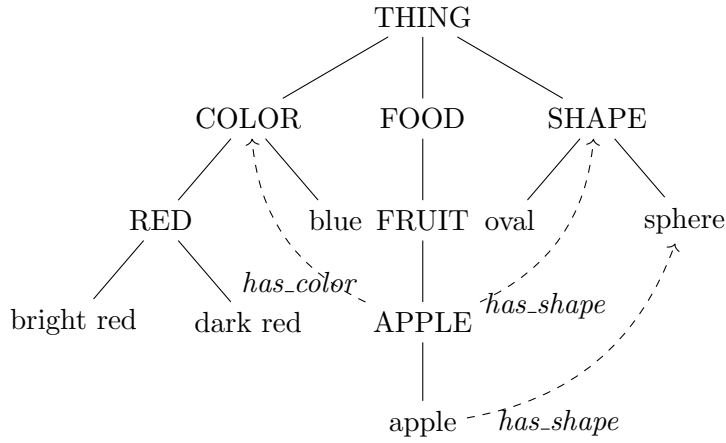 THING
COLOR FOOD SHAPE
RED blue FRUIT oval sphere
has_color has_shape
bright red dark red APPLE
apple has_shape